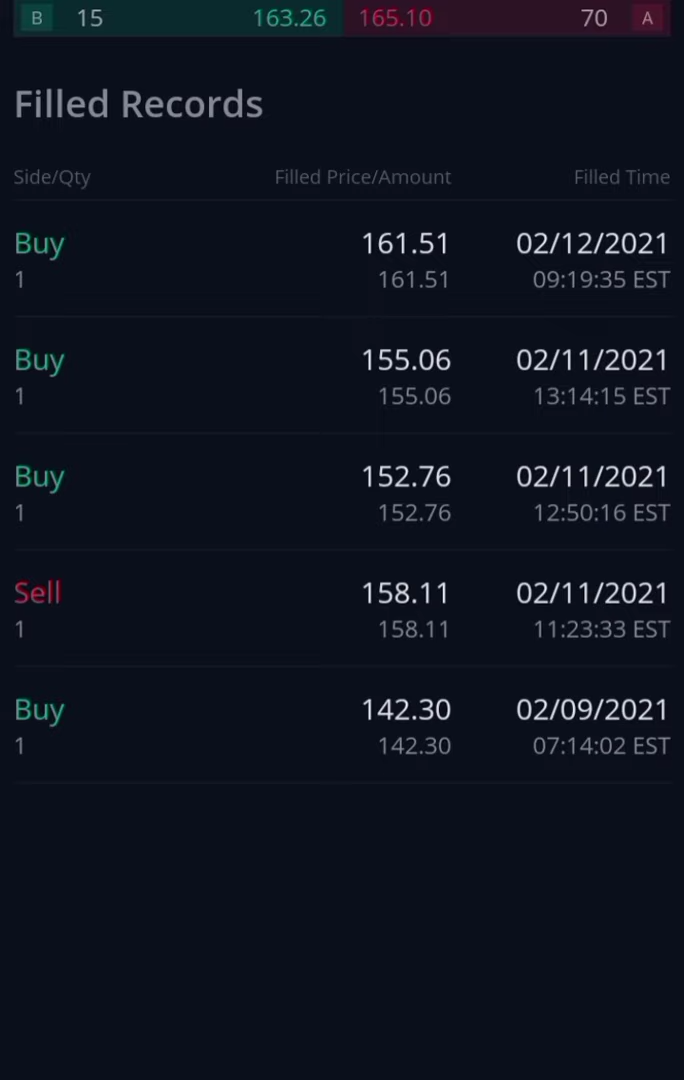 B 15 163.26 165.10 70 A
Filled Records
Side/Qty Filled Price/Amount Filled Time
Buy 161.51 02/12/2021
1 161.51 09:19:35 EST
Buy 155.06 02/11/2021
1 155.06 13:14:15 EST
Buy 152.76 02/11/2021
1 152.76 12:50:16 EST
Sell 158.11 02/11/2021
1 158.11 11:23:33 EST
Buy 142.30 02/09/2021
1 142.30 07:14:02 EST